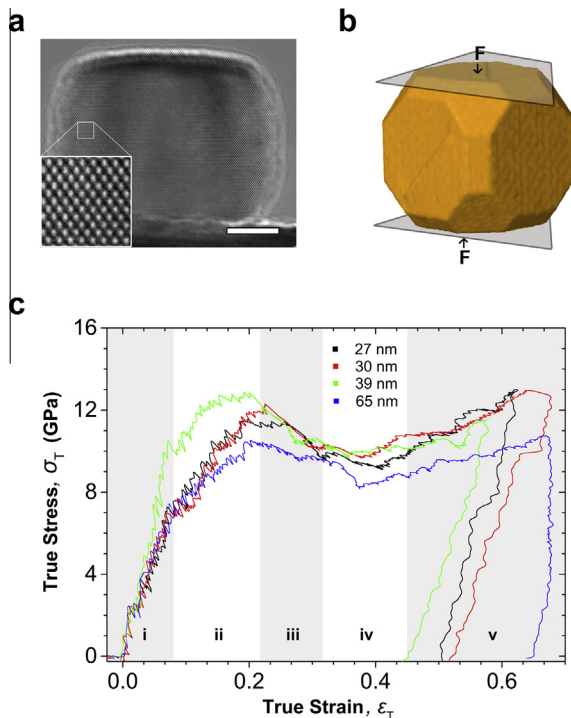 a
b
F
F
c
16
12
8
4
0
0.0
0.2
0.4
0.6
True Stress, σT (GPa)
True Strain, εT
27 nm
30 nm
39 nm
65 nm
i
ii
iii
iv
v